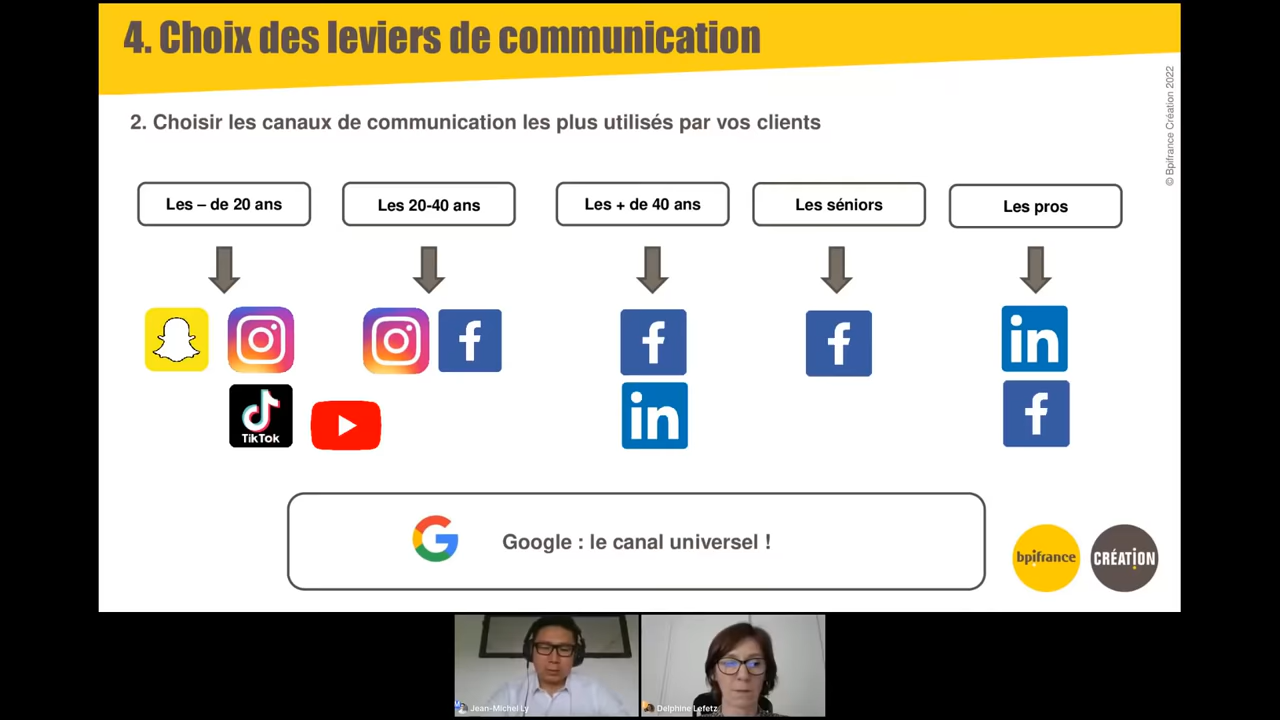 4. Choix des leviers de communication
© Bpifrance Création 2022
2. Choisir les canaux de communication les plus utilisés par vos clients
Les – de 20 ans
Les 20-40 ans
Les + de 40 ans
Les séniors
Les pros
in
TikTok
in
Google : le canal universel !
bpifrance
CRÉATION
Jean-Michel Ly
Delphine Lefetz